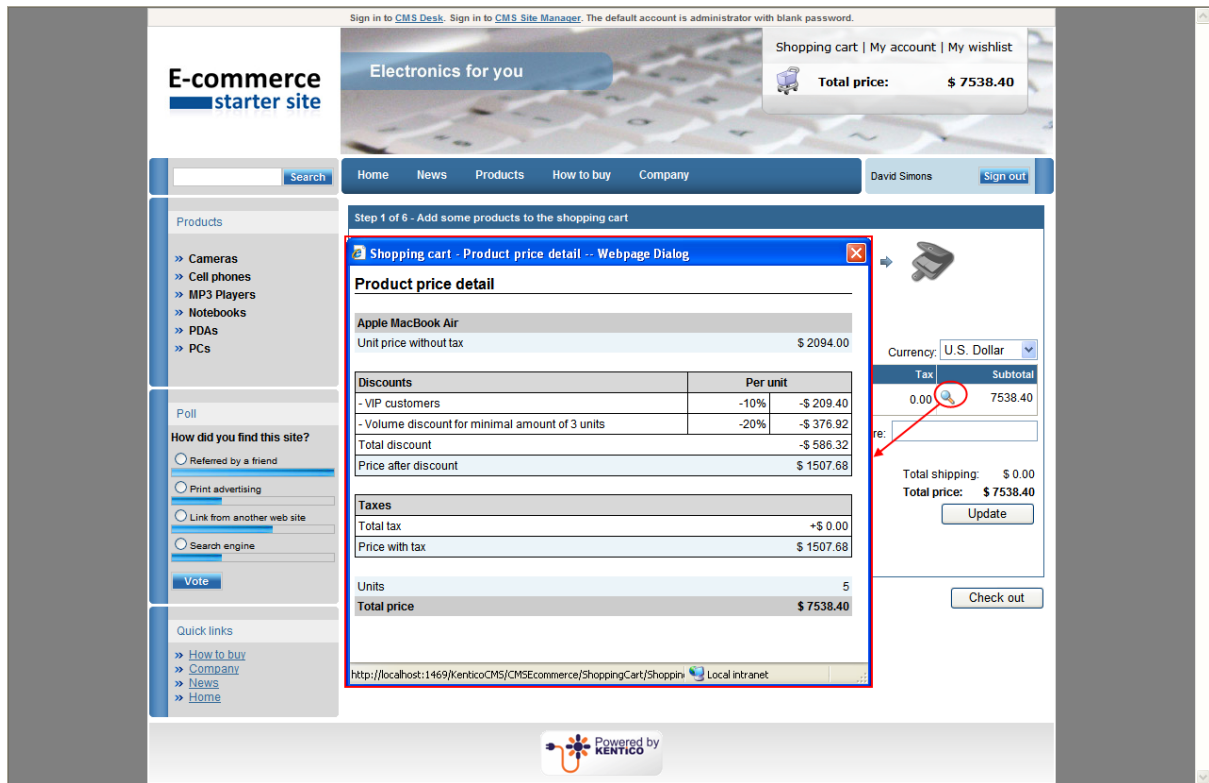 Sign in to CMS Desk. Sign in to CMS Site Manager. The default account is administrator with blank password.
E-commerce
starter site
Electronics for you
Shopping cart | My account | My wishlist
Total price: $ 7538.40
Search
Home News Products How to buy Company
David Simons Sign out
Products
» Cameras
» Cell phones
» MP3 Players
» Notebooks
» PDAs
» PCs
Poll
How did you find this site?
Referred by a friend
Print advertising
Link from another web site
Search engine
Vote
Quick links
» How to buy
» Company
» News
» Home
Step 1 of 6 - Add some products to the shopping cart
Shopping cart - Product price detail -- Webpage Dialog
Product price detail
Apple MacBook Air
Unit price without tax $ 2094.00
Discounts Per unit
- VIP customers -10% -$ 209.40
- Volume discount for minimal amount of 3 units -20% -$ 376.92
Total discount -$ 586.32
Price after discount $ 1507.68
Taxes
Total tax +$ 0.00
Price with tax $ 1507.68
Units 5
Total price $ 7538.40
http://localhost:1469/KenticoCMS/CMSEcommerce/ShoppingCart/Shoppin Local intranet
Currency: U.S. Dollar
Tax Subtotal
0.00 7538.40
re:
Total shipping: $ 0.00
Total price: $ 7538.40
Update
Check out
Powered by
KENTICO